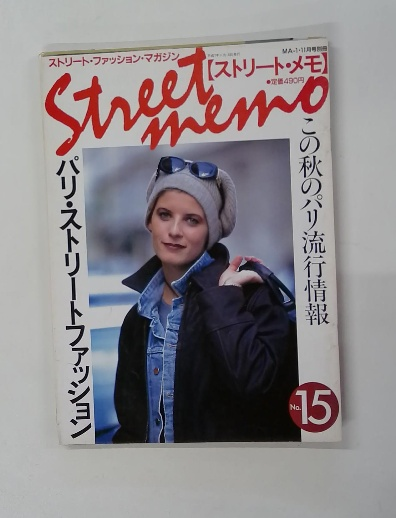 ストリート・ファッション・マガジン
MA-1・11月号別冊
【ストリート・メモ】
●定価490円
Street
memo
この秋のパリ流行情報
パリ・ストリートファッション
No.15